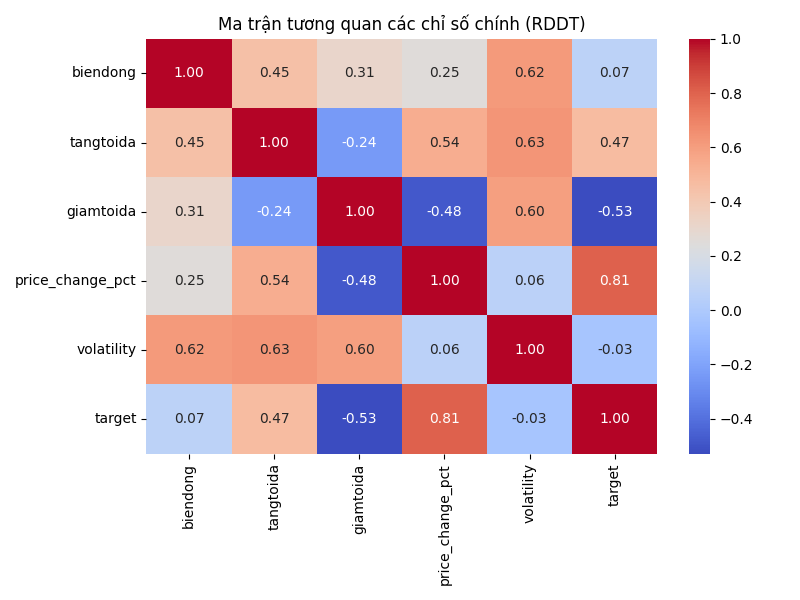 Ma trận tương quan các chỉ số chính (RDDT)
biendong 1.00 0.45 0.31 0.25 0.62 0.07
tangtoida 0.45 1.00 -0.24 0.54 0.63 0.47
giamtoida 0.31 -0.24 1.00 -0.48 0.60 -0.53
price_change_pct 0.25 0.54 -0.48 1.00 0.06 0.81
volatility 0.62 0.63 0.60 0.06 1.00 -0.03
target 0.07 0.47 -0.53 0.81 -0.03 1.00
biendong
tangtoida
giamtoida
price_change_pct
volatility
target
1.0
0.8
0.6
0.4
0.2
0.0
−0.2
−0.4